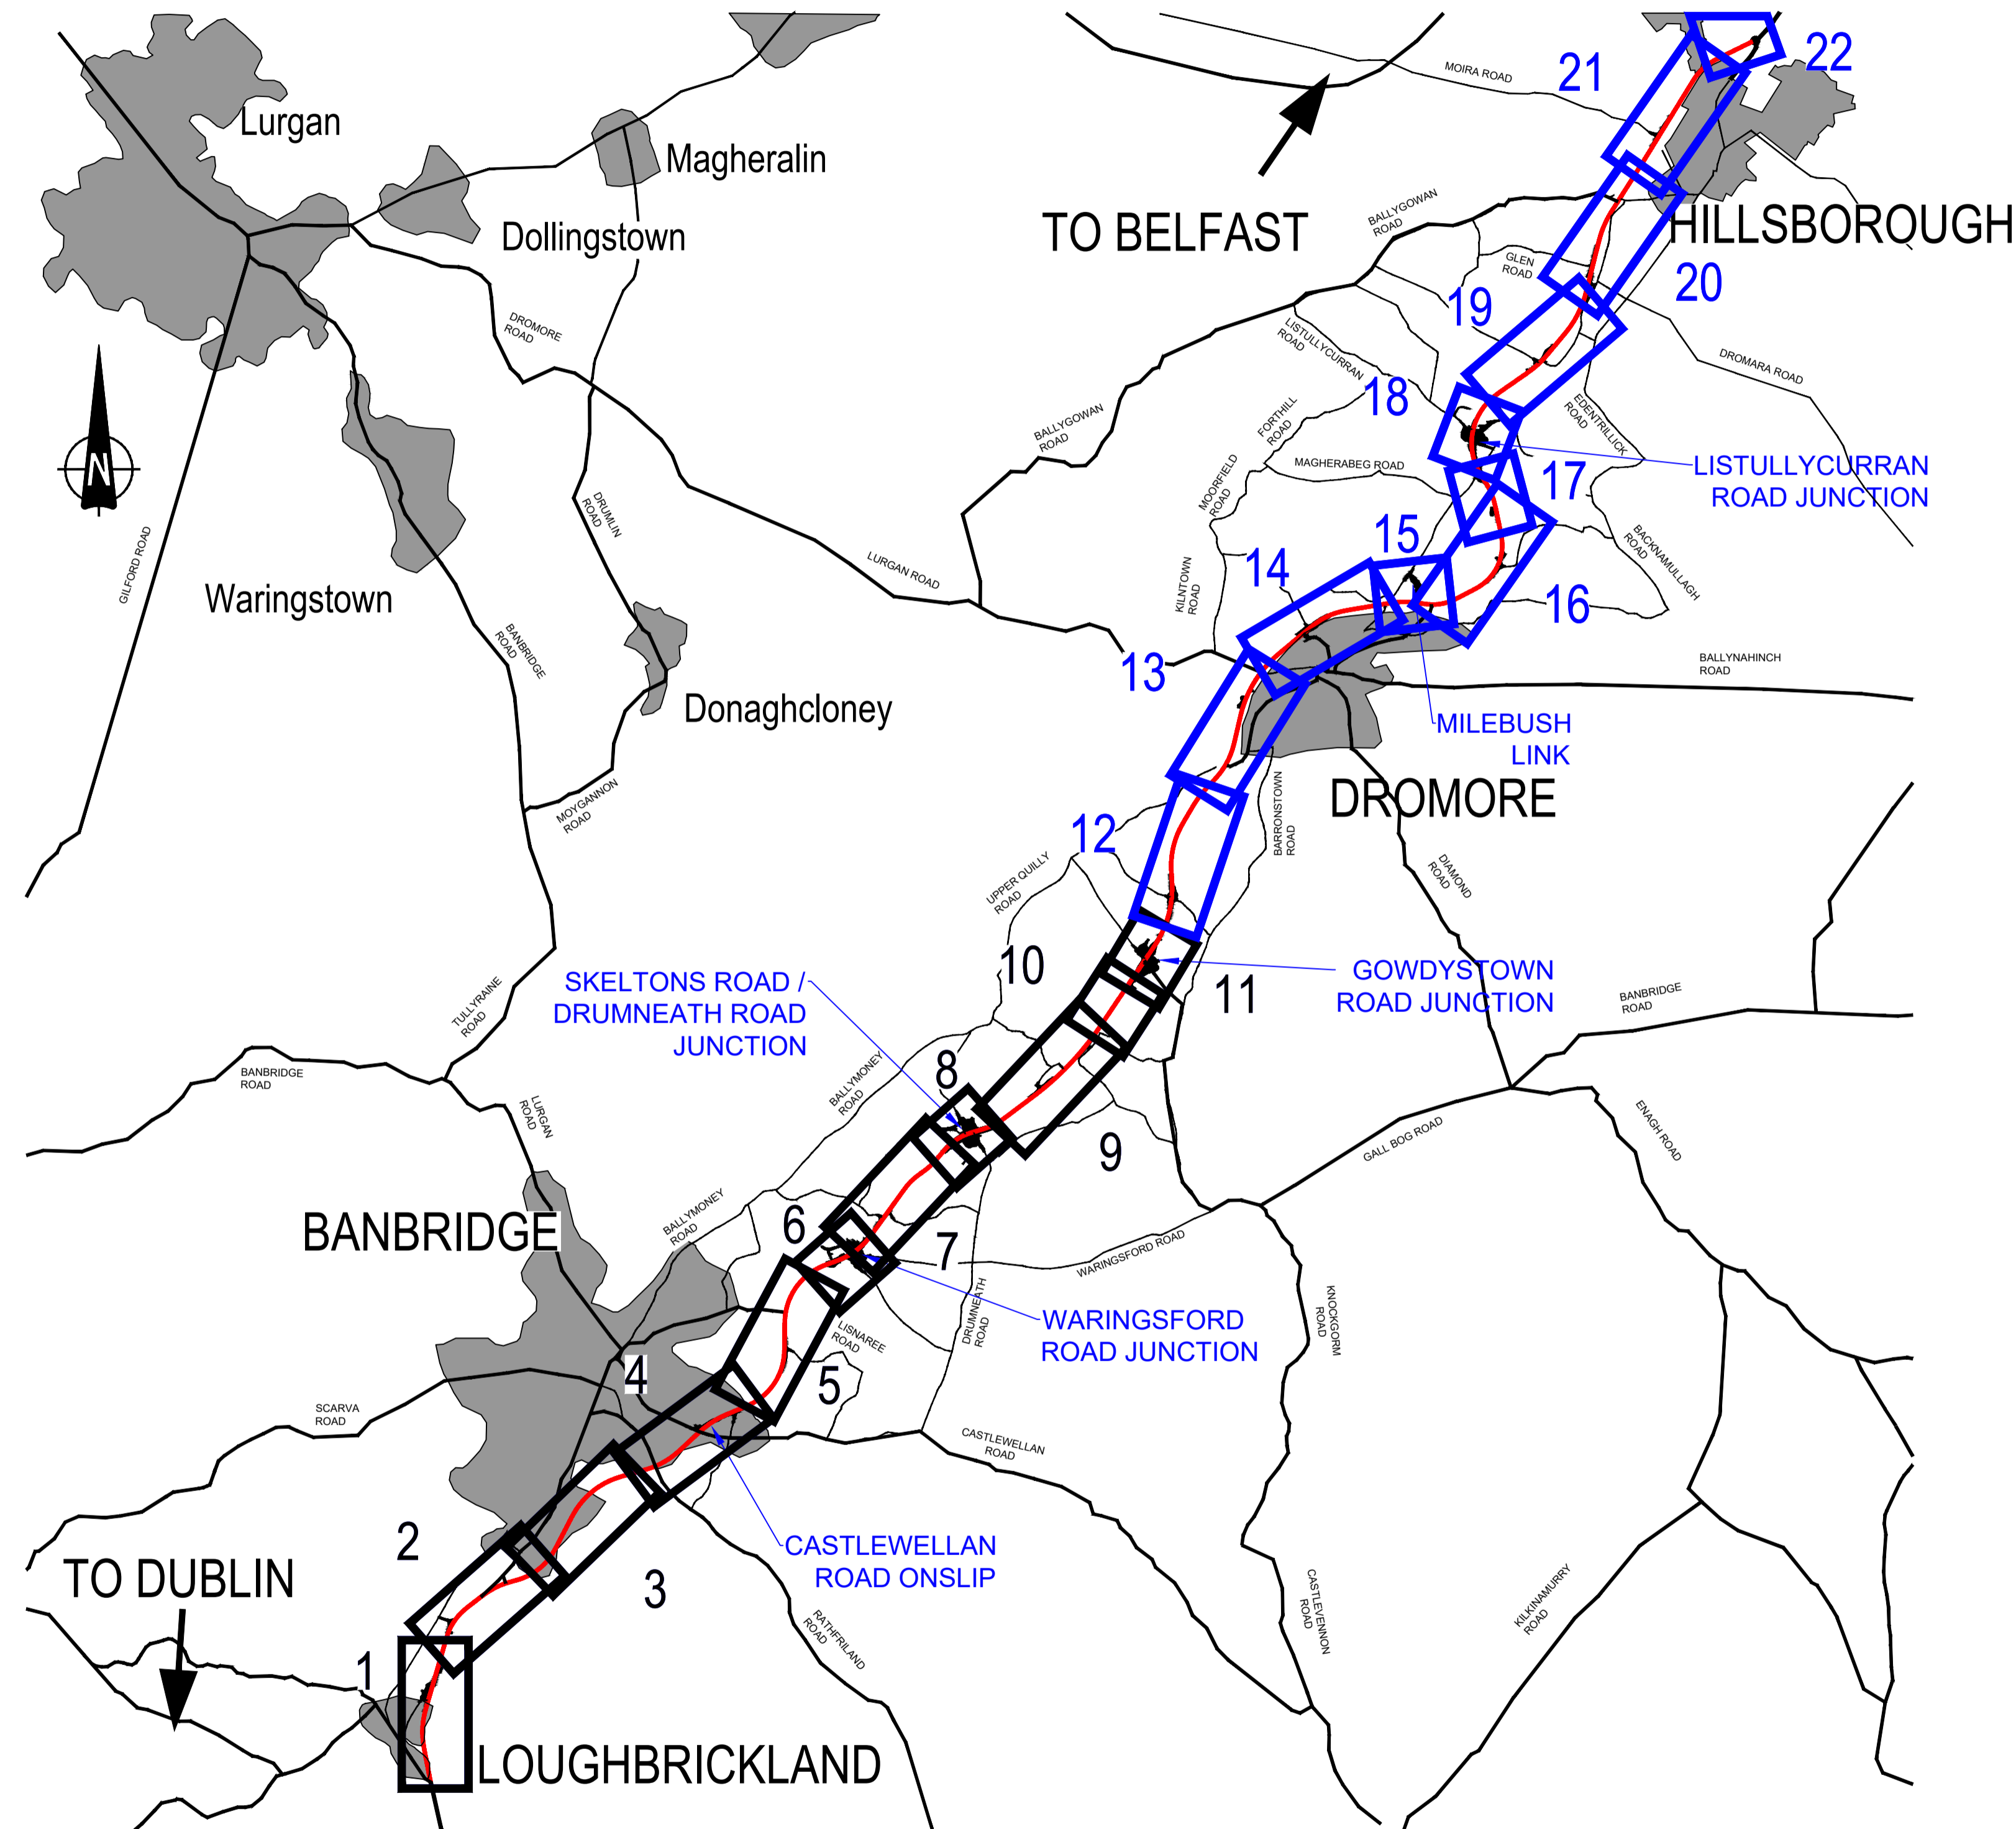 21
22
MOIRA ROAD
Lurgan
Magheralin
Dollingstown
TO BELFAST
BALLYGOWAN
ROAD
HILLSBOROUGH
GLEN
ROAD
20
19
DROMORE
ROAD
LISTULLYCURRAN
ROAD
DROMARA ROAD
18
EDENTRILLICK
ROAD
FORTHILL
ROAD
BALLYGOWAN
ROAD
MAGHERABEG ROAD
LISTULLYCURRAN
ROAD JUNCTION
17
MOORFIELD
ROAD
N
DRUMLIN
ROAD
15
BACKNAMULLAGH
ROAD
GILFORD ROAD
LURGAN ROAD
14
KILNTOWN
ROAD
16
Waringstown
BANBRIDGE
ROAD
13
BALLYNAHINCH
ROAD
Donaghcloney
MILEBUSH
LINK
DROMORE
MOYGANNON
ROAD
BARRONSTOWN
ROAD
12
UPPER QUILLY
ROAD
DIAMOND
ROAD
10
SKELTONS ROAD /
DRUMNEATH ROAD
JUNCTION
GOWDYSTOWN
ROAD JUNCTION
11
BANBRIDGE
ROAD
TULLYRAINE
ROAD
BANBRIDGE
ROAD
BALLYMONEY
ROAD
8
LURGAN
ROAD
ENAGH ROAD
GALL BOG ROAD
9
BANBRIDGE
BALLYMONEY
ROAD
6
7
WARINGSFORD ROAD
DRUMNEATH
ROAD
KNOCKGORM
ROAD
WARINGSFORD
ROAD JUNCTION
LISNAREE
ROAD
4
5
SCARVA
ROAD
CASTLEWELLAN
ROAD
2
CASTLEWELLAN
ROAD ONSLIP
TO DUBLIN
3
CASTLEVENNON
ROAD
KILKINAMURRY
ROAD
RATHFRILAND
ROAD
1
LOUGHBRICKLAND